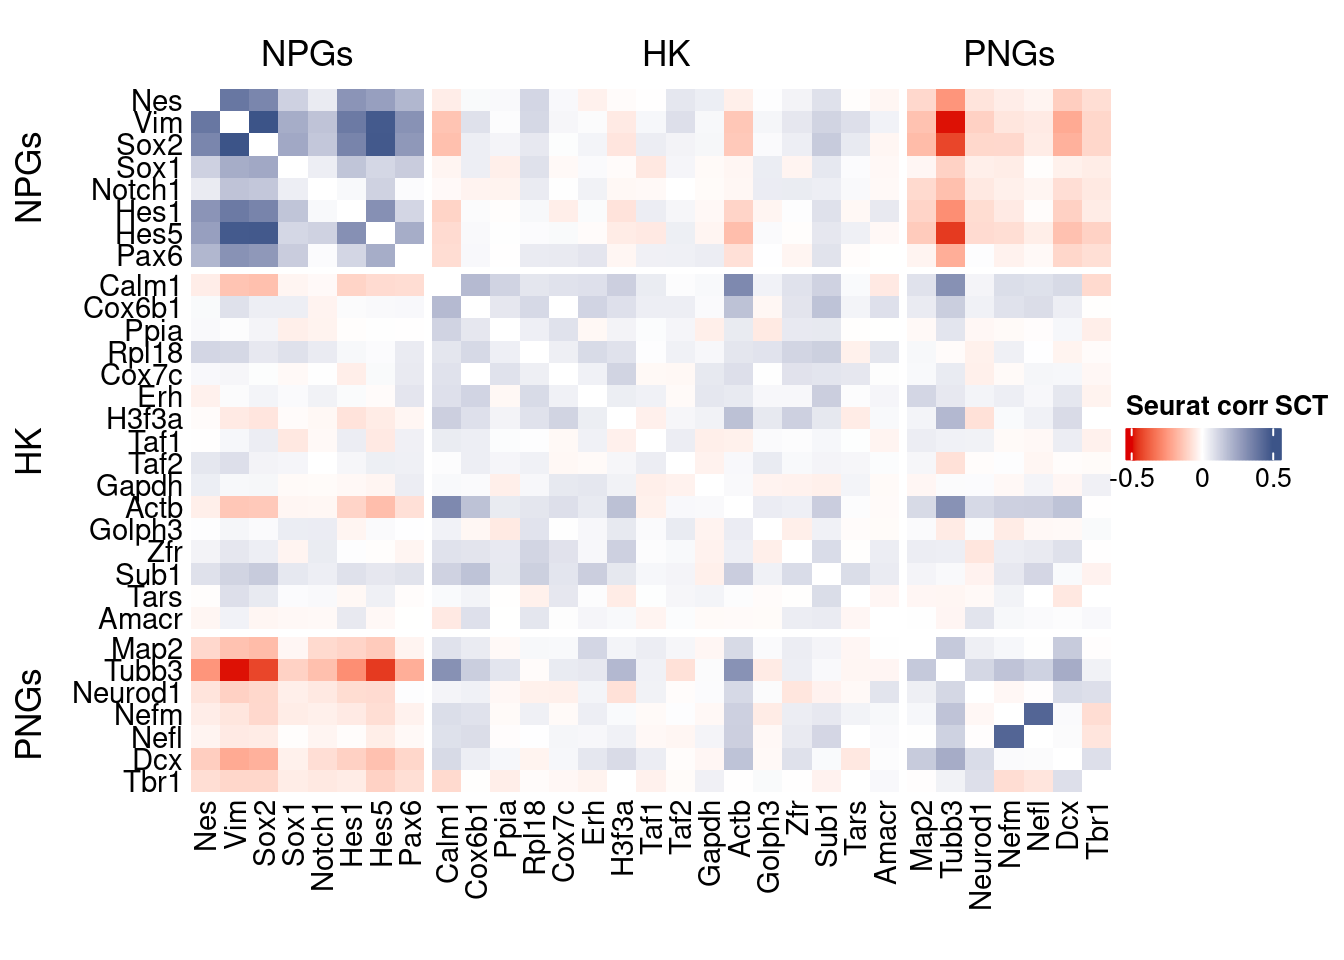 NPGs HK PNGs
NPGs
HK
PNGs
Nes
Vim
Sox2
Sox1
Notch1
Hes1
Hes5
Pax6
Calm1
Cox6b1
Ppia
Rpl18
Cox7c
Erh
H3f3a
Taf1
Taf2
Gapdh
Actb
Golph3
Zfr
Sub1
Tars
Amacr
Map2
Tubb3
Neurod1
Nefm
Nefl
Dcx
Tbr1
Nes Vim Sox2 Sox1 Notch1 Hes1 Hes5 Pax6 Calm1 Cox6b1 Ppia Rpl18 Cox7c Erh H3f3a Taf1 Taf2 Gapdh Actb Golph3 Zfr Sub1 Tars Amacr Map2 Tubb3 Neurod1 Nefm Nefl Dcx Tbr1
Seurat corr SCT
-0.5 0 0.5